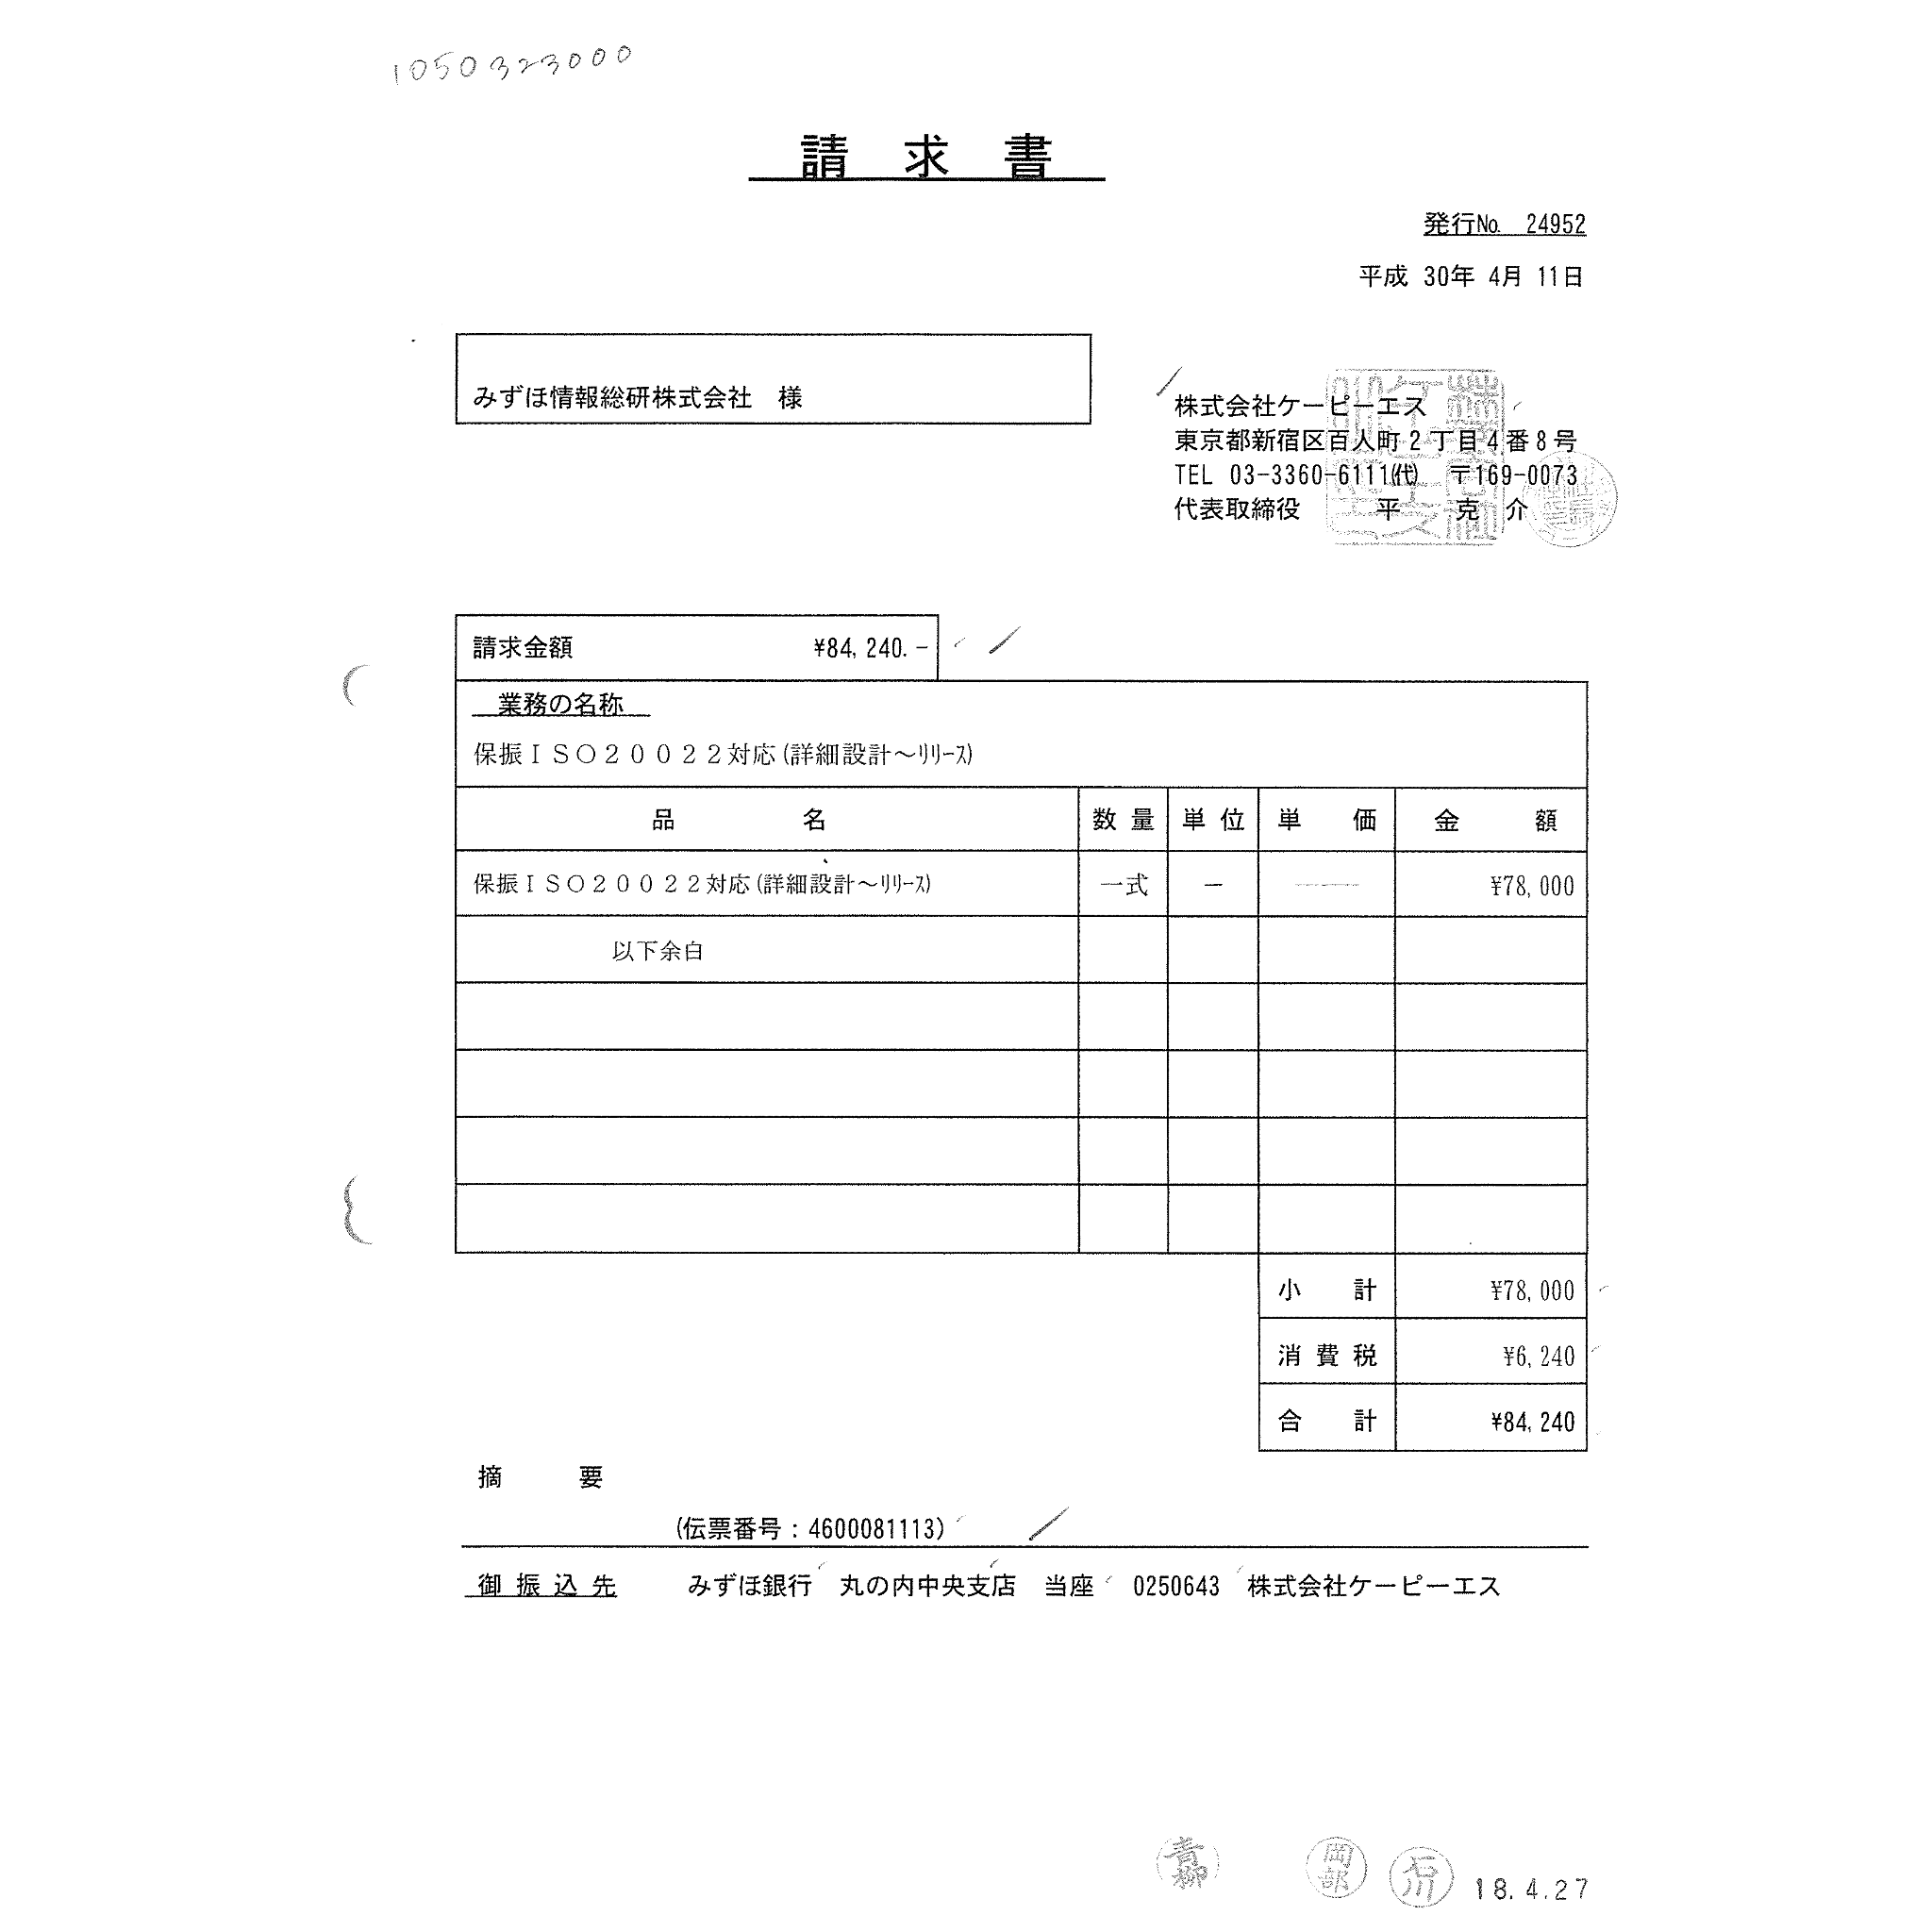 1050323000
請 求 書
発行No. 24952
平成 30年 4月 11日
みずほ情報総研株式会社 様
株式会社ケーピーエス
東京都新宿区百人町2丁目4番8号
TEL 03-3360-6111(代) 〒169-0073
代表取締役 平 克 介
請求金額 ¥84,240.-
業務の名称
保振ISO20022対応(詳細設計～ﾘﾘｰｽ)
品 名 数 量 単 位 単 価 金 額
保振ISO20022対応(詳細設計～ﾘﾘｰｽ) 一式 － ―― ¥78,000
以下余白
小 計 ¥78,000
消 費 税 ¥6,240
合 計 ¥84,240
摘 要
(伝票番号：4600081113)
御 振 込 先 みずほ銀行 丸の内中央支店 当座 0250643 株式会社ケーピーエス
青柳 岡部 石川 18.4.27